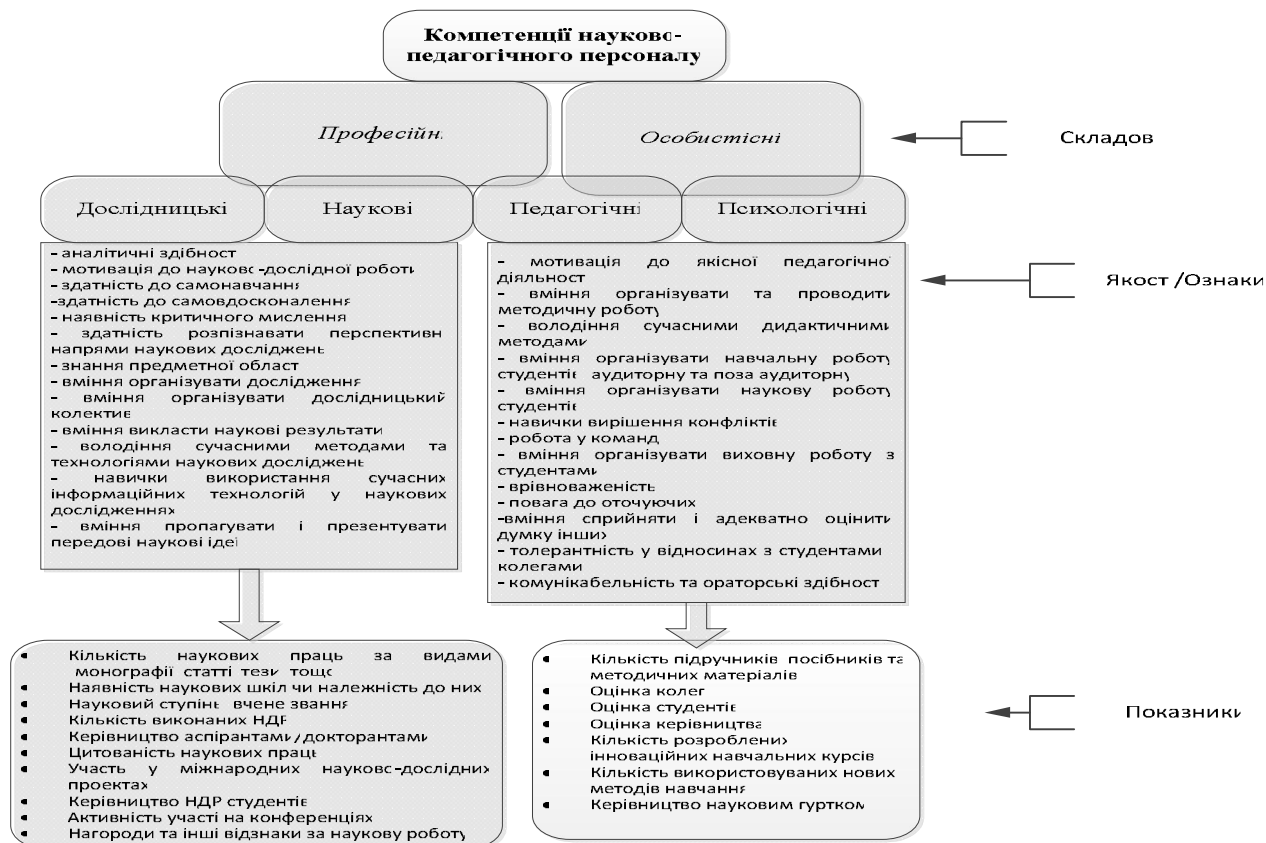 Компетенції науково-
педагогічного персоналу
Професійн
Особистісні
Складов
Дослідницькі
Наукові
Педагогічні
Психологічні
- аналітичні здібност
- мотивація до науково-дослідної роботи
- здатність до самонавчання
-здатність до самовдосконалення
- наявність критичного мислення
- здатність розпізнавати перспективн
напрями наукових досліджень
- знання предметної област
- вміння організувати дослідження
- вміння організувати дослідницький
колектив
- вміння викласти наукові результати
- володіння сучасними методами та
технологіями наукових досліджень
- навички використання сучасних
інформаційних технологій у наукових
дослідженнях
- вміння пропагувати і презентувати
передові наукові ідеї
- мотивація до якісної педагогічної
діяльност
- вміння організувати та проводити
методичну роботу
- володіння сучасними дидактичними
методами
- вміння організувати навчальну роботу
студентів аудиторну та поза аудиторну
- вміння організувати наукову роботу
студентів
- навички вирішення конфліктів
- робота у команд
- вміння організувати виховну роботу з
студентами
- врівноваженість
- повага до оточуючих
-вміння сприйняти і адекватно оцінити
думку інших
- толерантність у відносинах з студентами
колегами
- комунікабельність та ораторські здібност
Якост /Ознаки
• Кількість наукових праць за видами
монографії статті тези тощо
• Наявність наукових шкіл чи належність до них
• Науковий ступінь вчене звання
• Кількість виконаних НДР
• Керівництво аспірантами/докторантами
• Цитованість наукових праць
• Участь у міжнародних науково-дослідних
проектах
• Керівництво НДР студентів
• Активність участі на конференціях
• Нагороди та інші відзнаки за наукову роботу
• Кількість підручників посібників та
методичних матеріалів
• Оцінка колег
• Оцінка студентів
• Оцінка керівництва
• Кількість розроблених
інноваційних навчальних курсів
• Кількість використовуваних нових
методів навчання
• Керівництво науковим гуртком
Показники